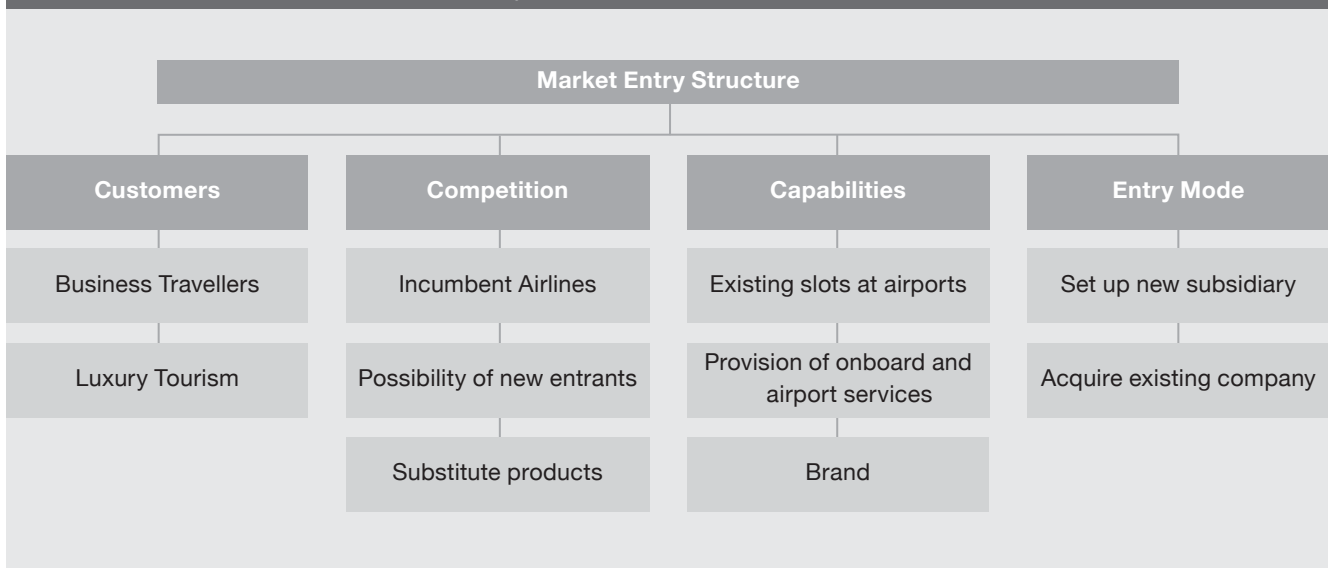 Market Entry Structure
Customers
Competition
Capabilities
Entry Mode
Business Travellers
Incumbent Airlines
Existing slots at airports
Set up new subsidiary
Luxury Tourism
Possibility of new entrants
Provision of onboard and
airport services
Acquire existing company
Substitute products
Brand